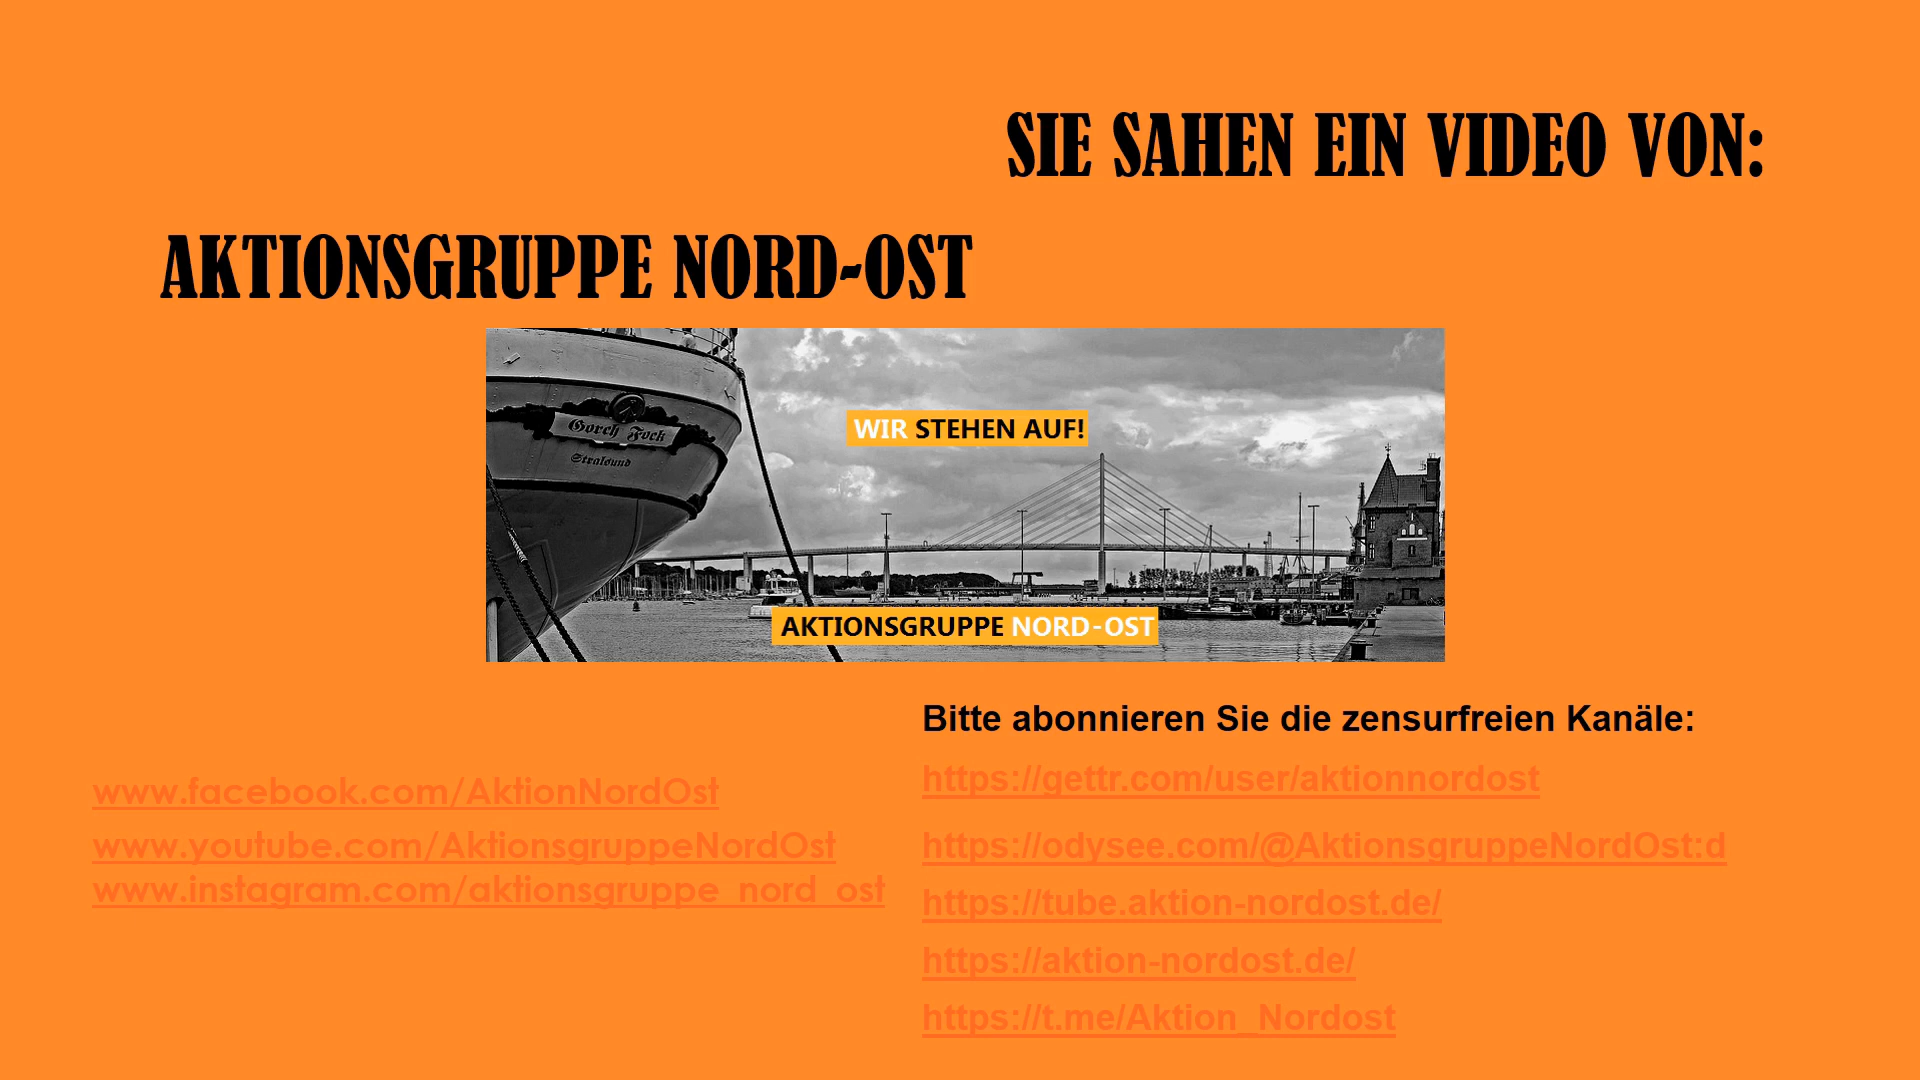 SIE SAHEN EIN VIDEO VON:
AKTIONSGRUPPE NORD-OST
Gorch Fock
Stralsund
WIR STEHEN AUF!
AKTIONSGRUPPE NORD-OST
www.facebook.com/AktionNordOst
www.youtube.com/AktionsgruppeNordOst
www.instagram.com/aktionsgruppe_nord_ost
Bitte abonnieren Sie die zensurfreien Kanäle:
https://gettr.com/user/aktionnordost
https://odysee.com/@AktionsgruppeNordOst:d
https://tube.aktion-nordost.de/
https://aktion-nordost.de/
https://t.me/Aktion_Nordost